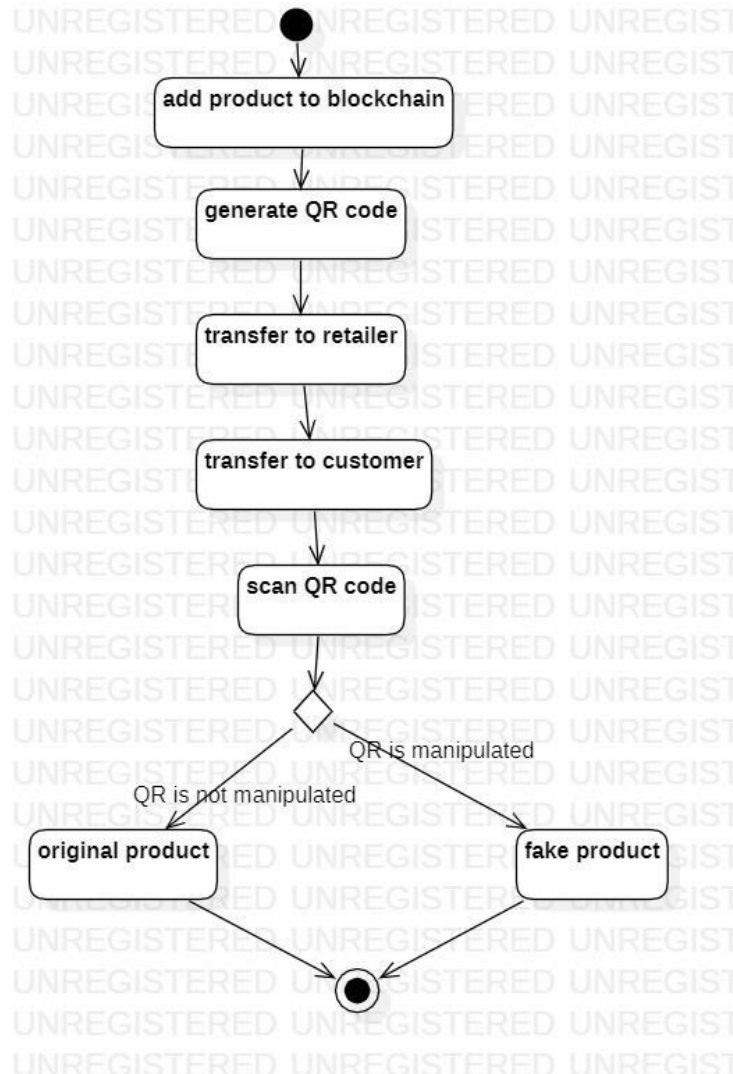 add product to blockchain
generate QR code
transfer to retailer
transfer to customer
scan QR code
QR is manipulated
QR is not manipulated
original product
fake product